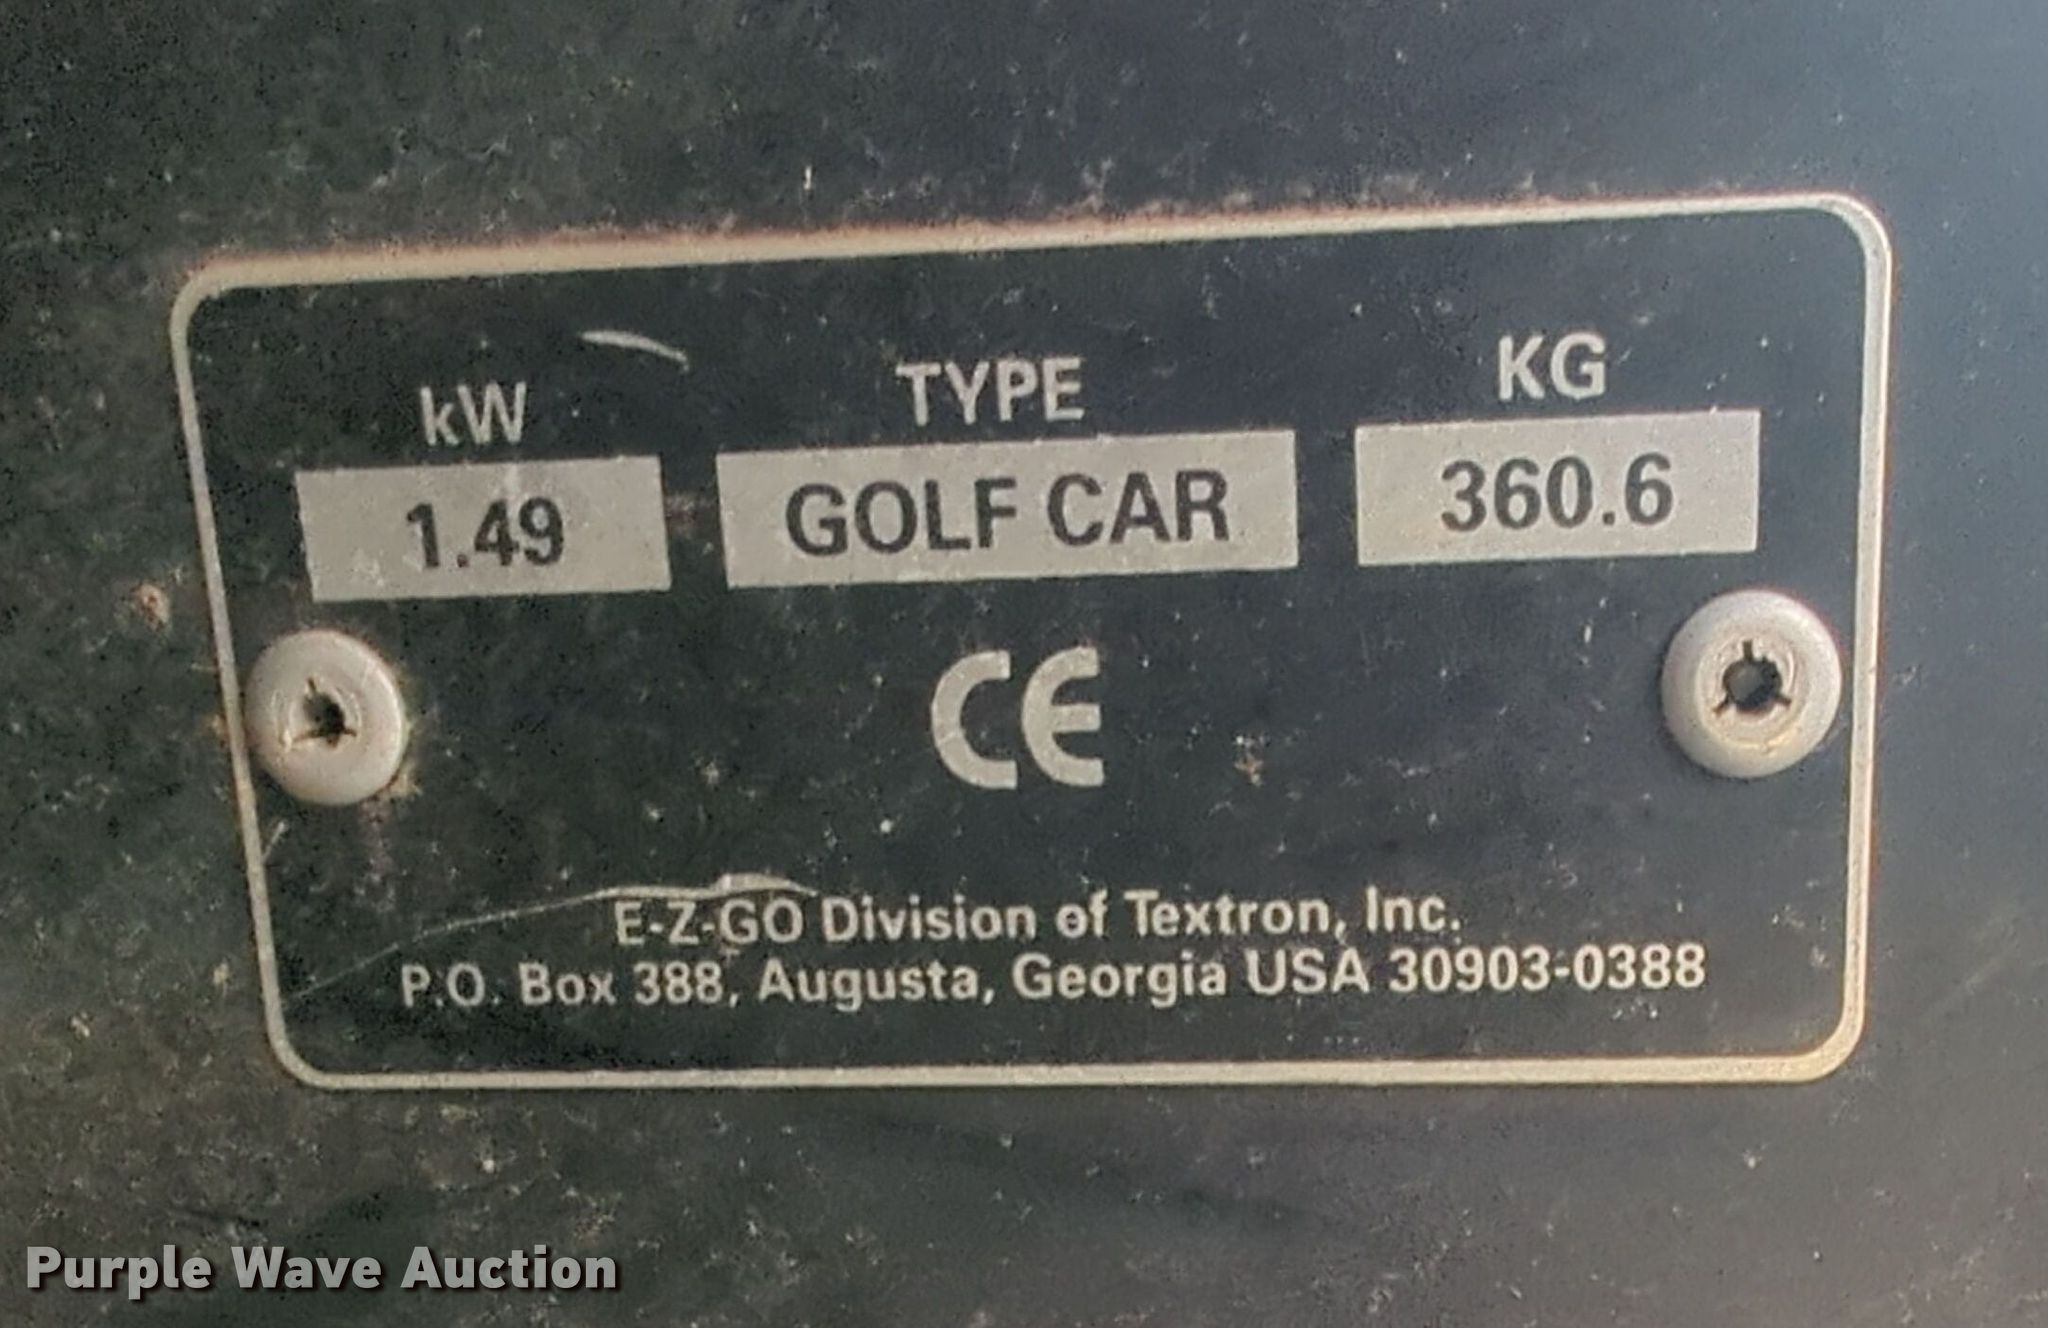 kW TYPE KG
1.49 GOLF CAR 360.6
CE
E-Z-GO Division of Textron, Inc.
P.O. Box 388, Augusta, Georgia USA 30903-0388
Purple Wave Auction